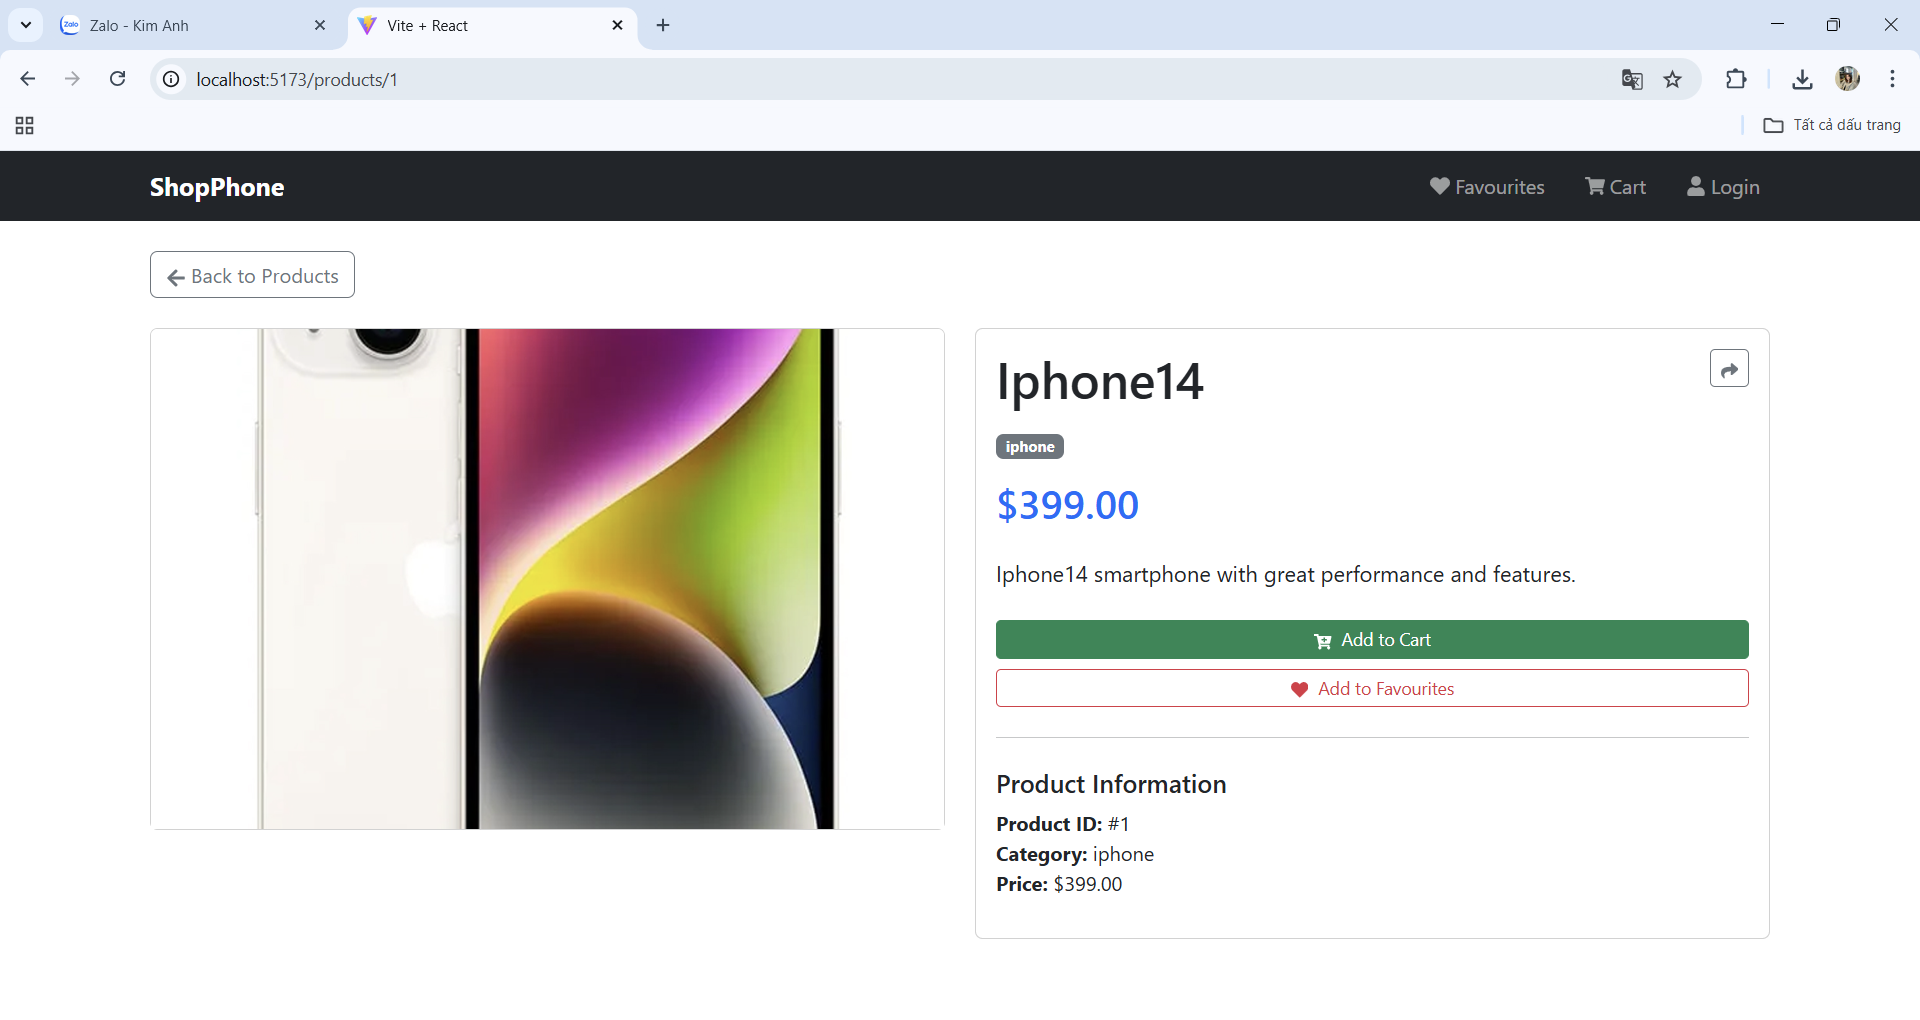 Zalo - Kim Anh
Vite + React
localhost:5173/products/1
Tất cả dấu trang
ShopPhone
Favourites
Cart
Login
Back to Products
Iphone14
iphone
$399.00
Iphone14 smartphone with great performance and features.
Add to Cart
Add to Favourites
Product Information
Product ID: #1
Category: iphone
Price: $399.00